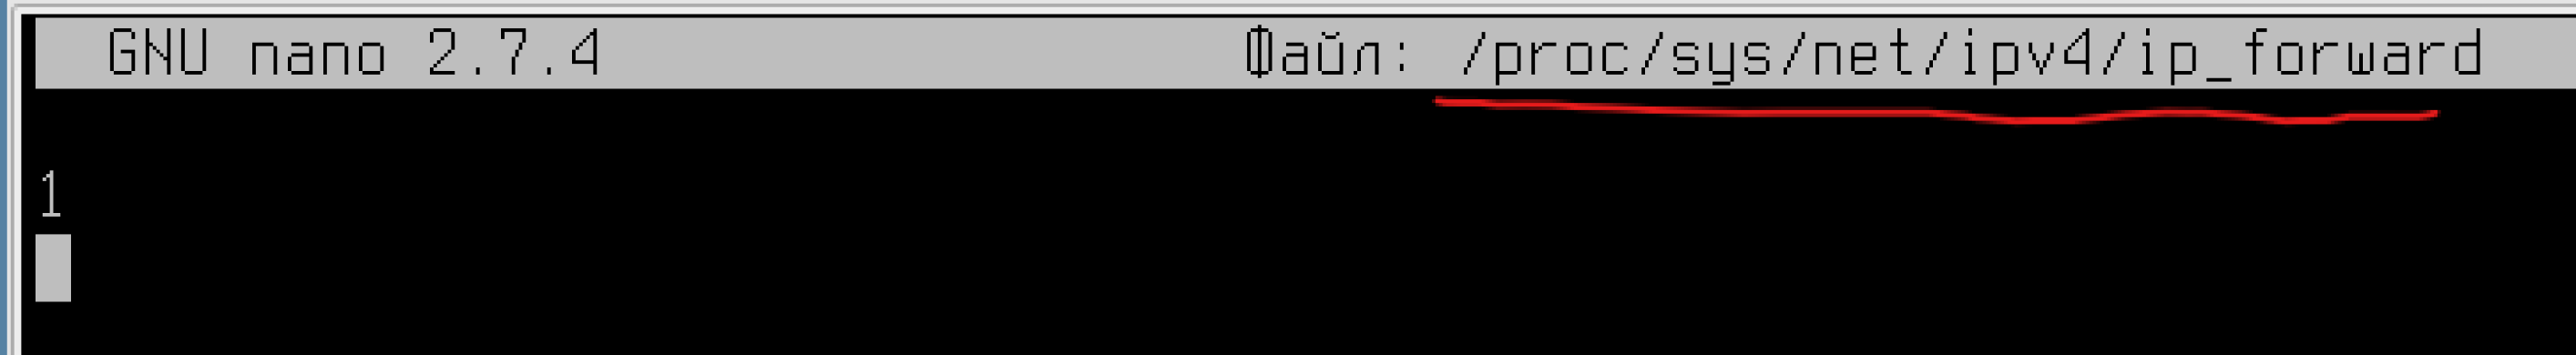 GNU nano 2.7.4 Файл: /proc/sys/net/ipv4/ip_forward
1